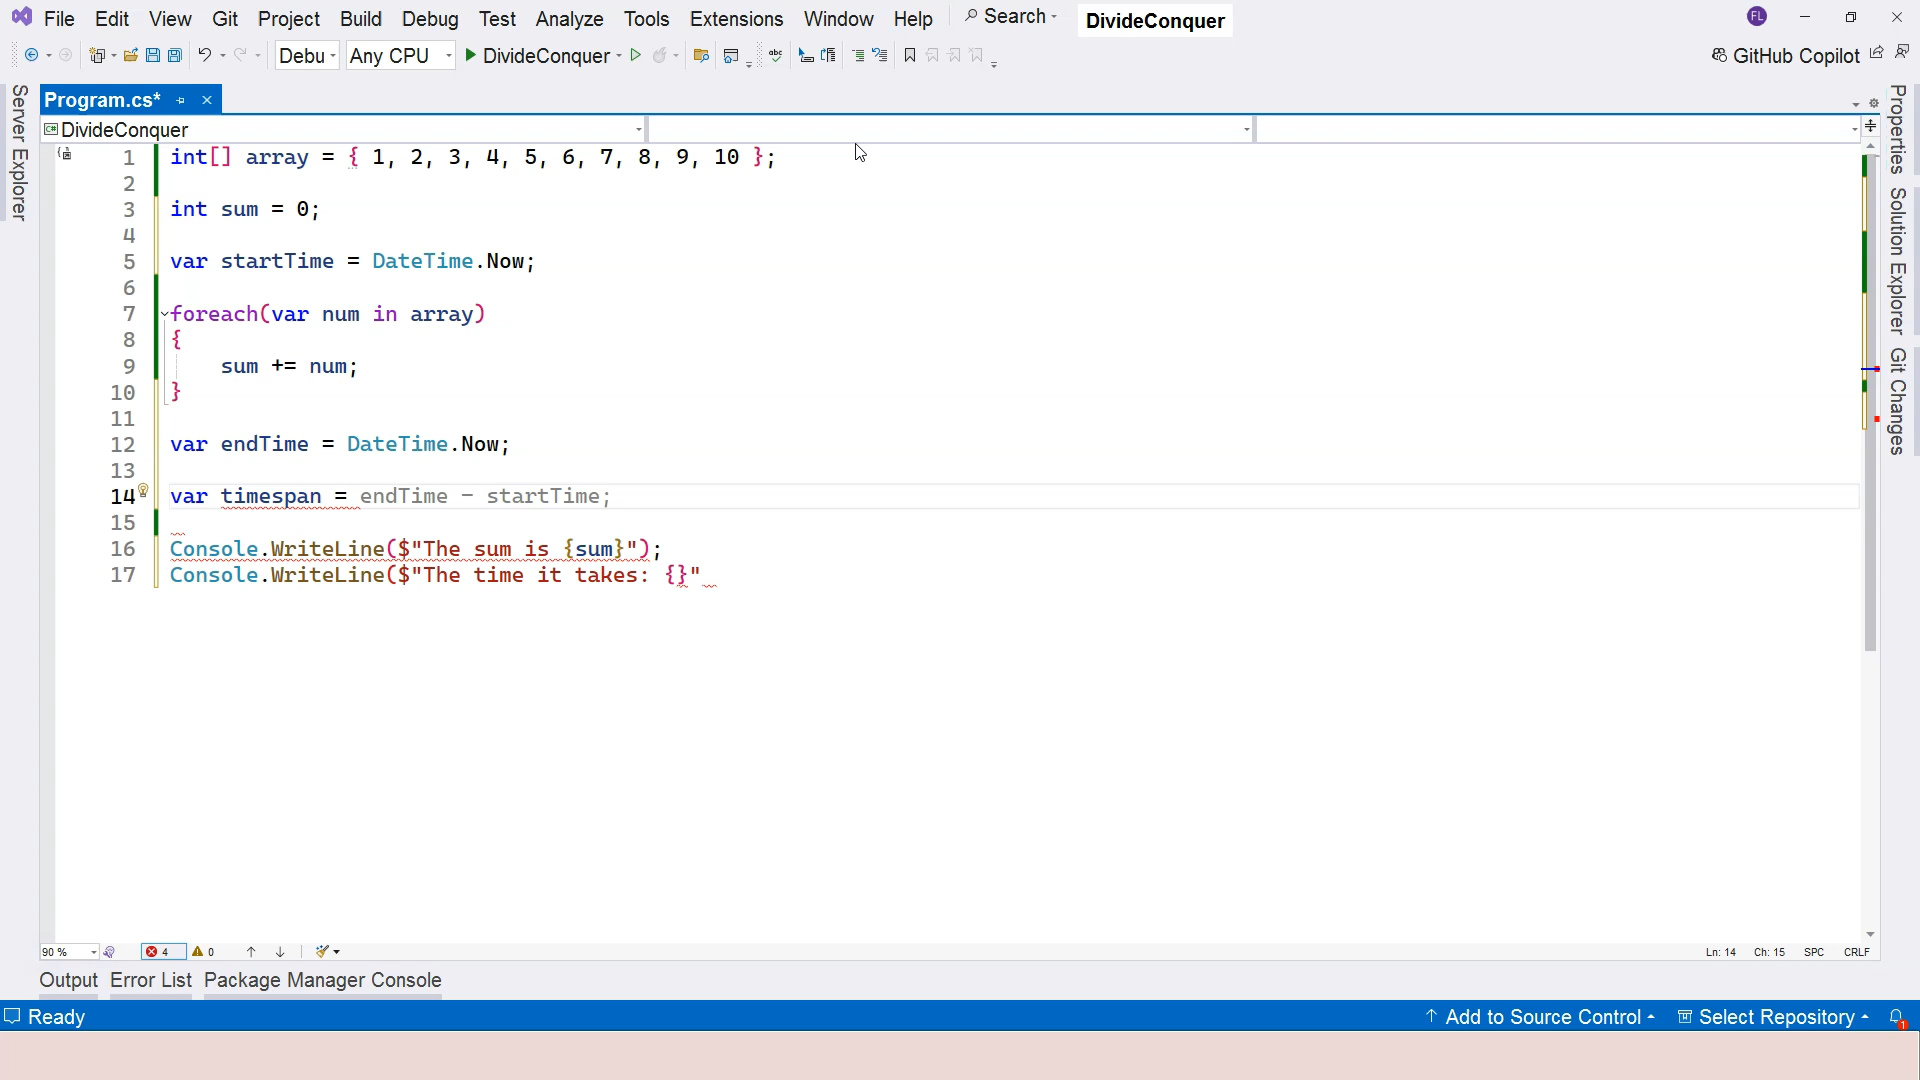 File Edit View Git Project Build Debug Test Analyze Tools Extensions Window Help Search DivideConquer FL
Debu Any CPU DivideConquer abc GitHub Copilot
Server Explorer
Program.cs*
C# DivideConquer
1 int[] array = { 1, 2, 3, 4, 5, 6, 7, 8, 9, 10 };
2
3 int sum = 0;
4
5 var startTime = DateTime.Now;
6
7 foreach(var num in array)
8 {
9 sum += num;
10 }
11
12 var endTime = DateTime.Now;
13
14 var timespan = endTime - startTime;
15
16 Console.WriteLine($"The sum is {sum}");
17 Console.WriteLine($"The time it takes: {}"
Properties
Solution Explorer
Git Changes
90 % 4 0 Ln: 14 Ch: 15 SPC CRLF
Output Error List Package Manager Console
Ready Add to Source Control Select Repository 1